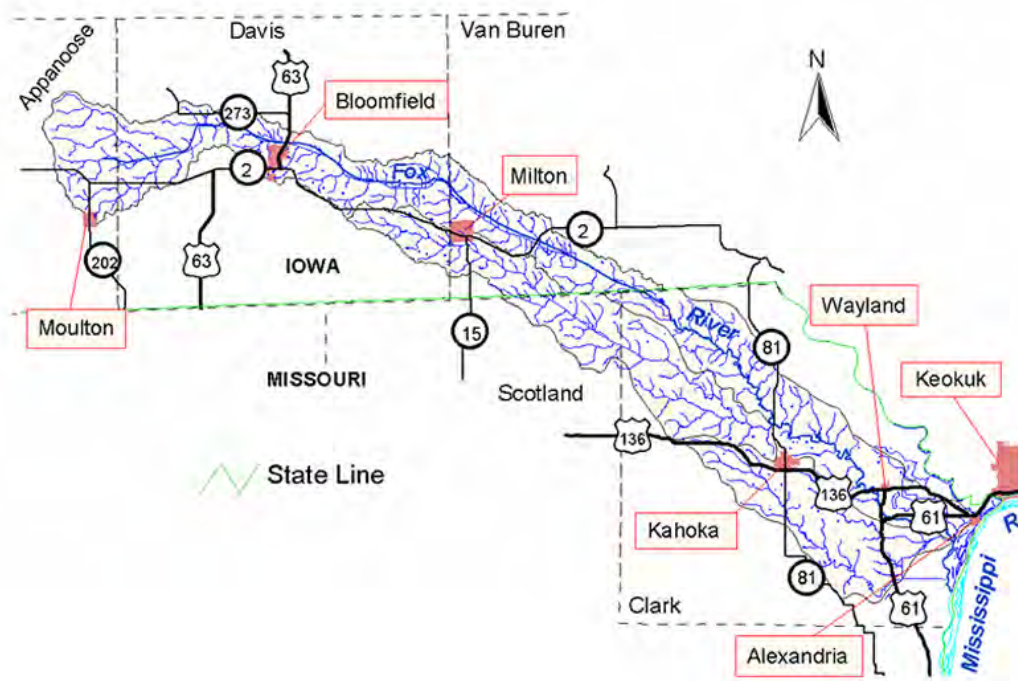 Davis
Van Buren
Appanoose
63
N
Bloomfield
273
2
Fox
Milton
2
202
63
IOWA
Wayland
Moulton
River
15
81
Keokuk
MISSOURI
Scotland
136
State Line
136
61
Kahoka
R
81
Clark
61
Mississippi
Alexandria